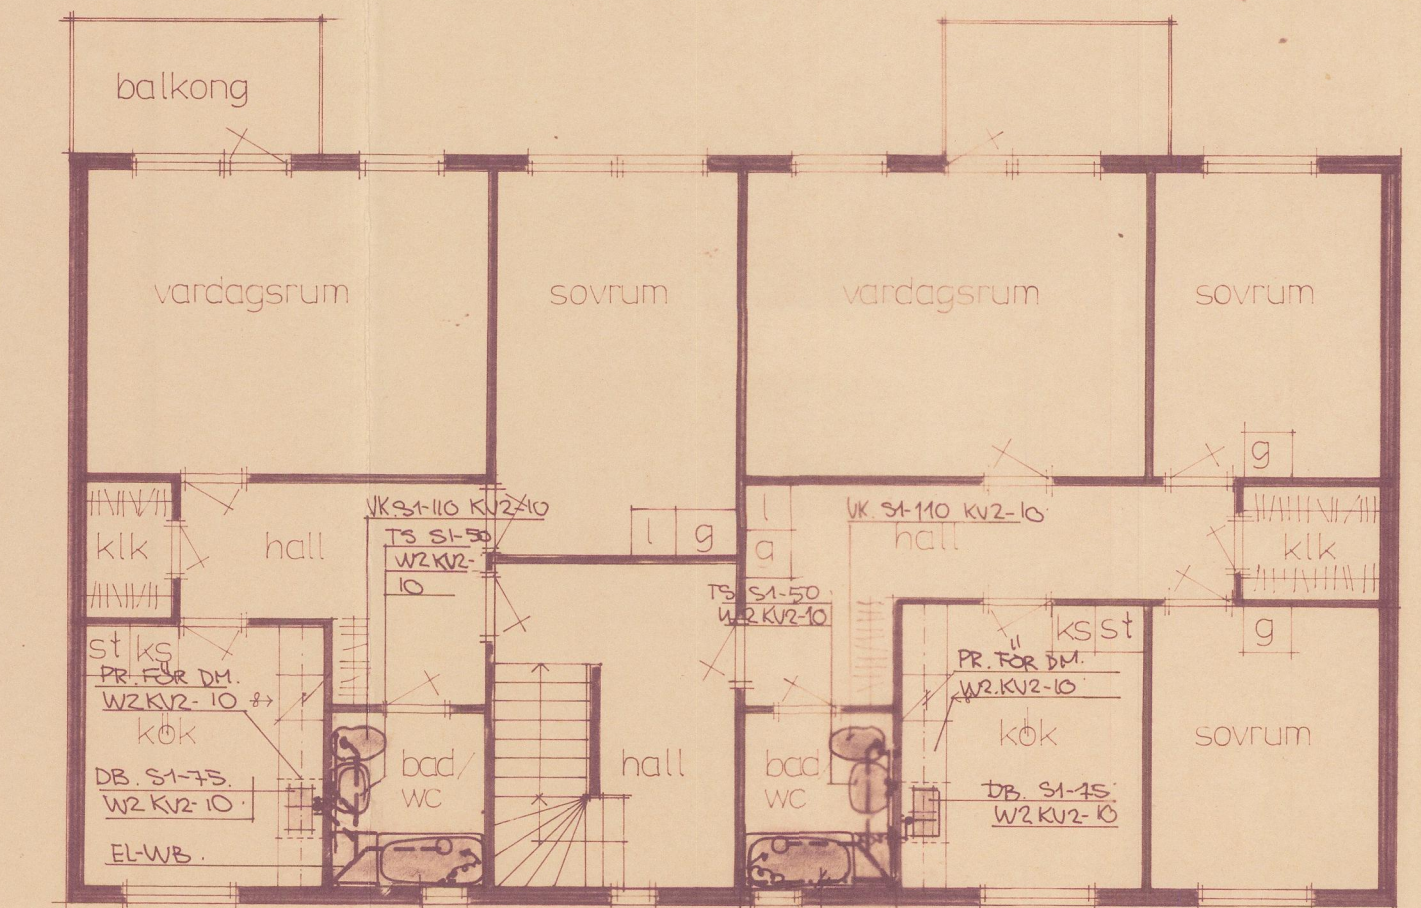 balkong
vardagsrum
sovrum
vardagsrum
sovrum
g
klk
hall
VK. S1-110 KV2-10
TS S1-50
W2 KV2-
10
l g
l
g
VK. S1-110 KV2-10
hall
klk
TS. S1-50
W2 KV2-10
st ks
PR. FÖR DM.
W2 KV2-10
kök
DB. S1-75.
W2 KV2-10
EL-WB.
bad/
wc
hall
bad/
wc
ks st
PR. FÖR DM.
W2. KV2-10
kök
DB. S1-75
W2 KV2-10
g
sovrum